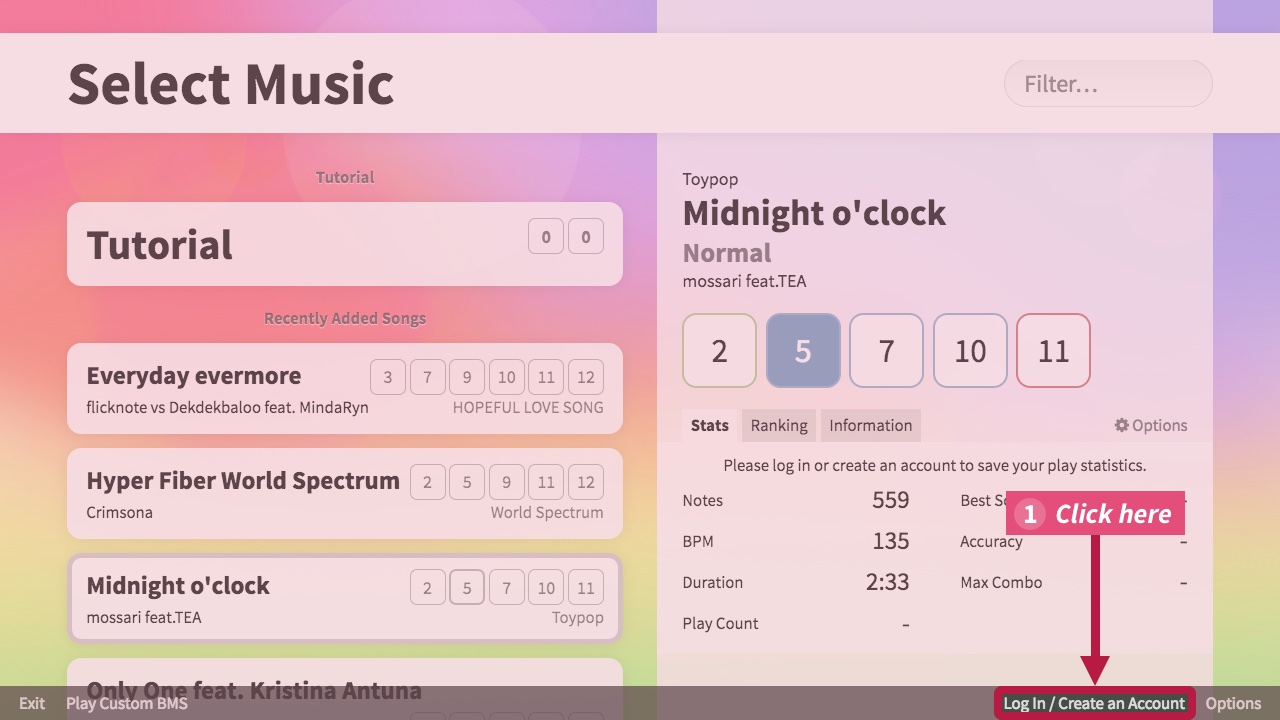 Select Music
Filter…
Tutorial
Tutorial
0 0
Recently Added Songs
Everyday evermore
3 7 9 10 11 12
flicknote vs Dekdekbaloo feat. MindaRyn
HOPEFUL LOVE SONG
Hyper Fiber World Spectrum
2 5 9 11 12
Crimsona
World Spectrum
Midnight o'clock
2 5 7 10 11
mossari feat.TEA
Toypop
Only One feat. Kristina Antuna
Toypop
Midnight o'clock
Normal
mossari feat.TEA
2 5 7 10 11
Stats Ranking Information
Options
Please log in or create an account to save your play statistics.
Notes 559
Best
1 Click here
BPM 135
Accuracy -
Duration 2:33
Max Combo -
Play Count -
Exit Play Custom BMS
Log In / Create an Account
Options